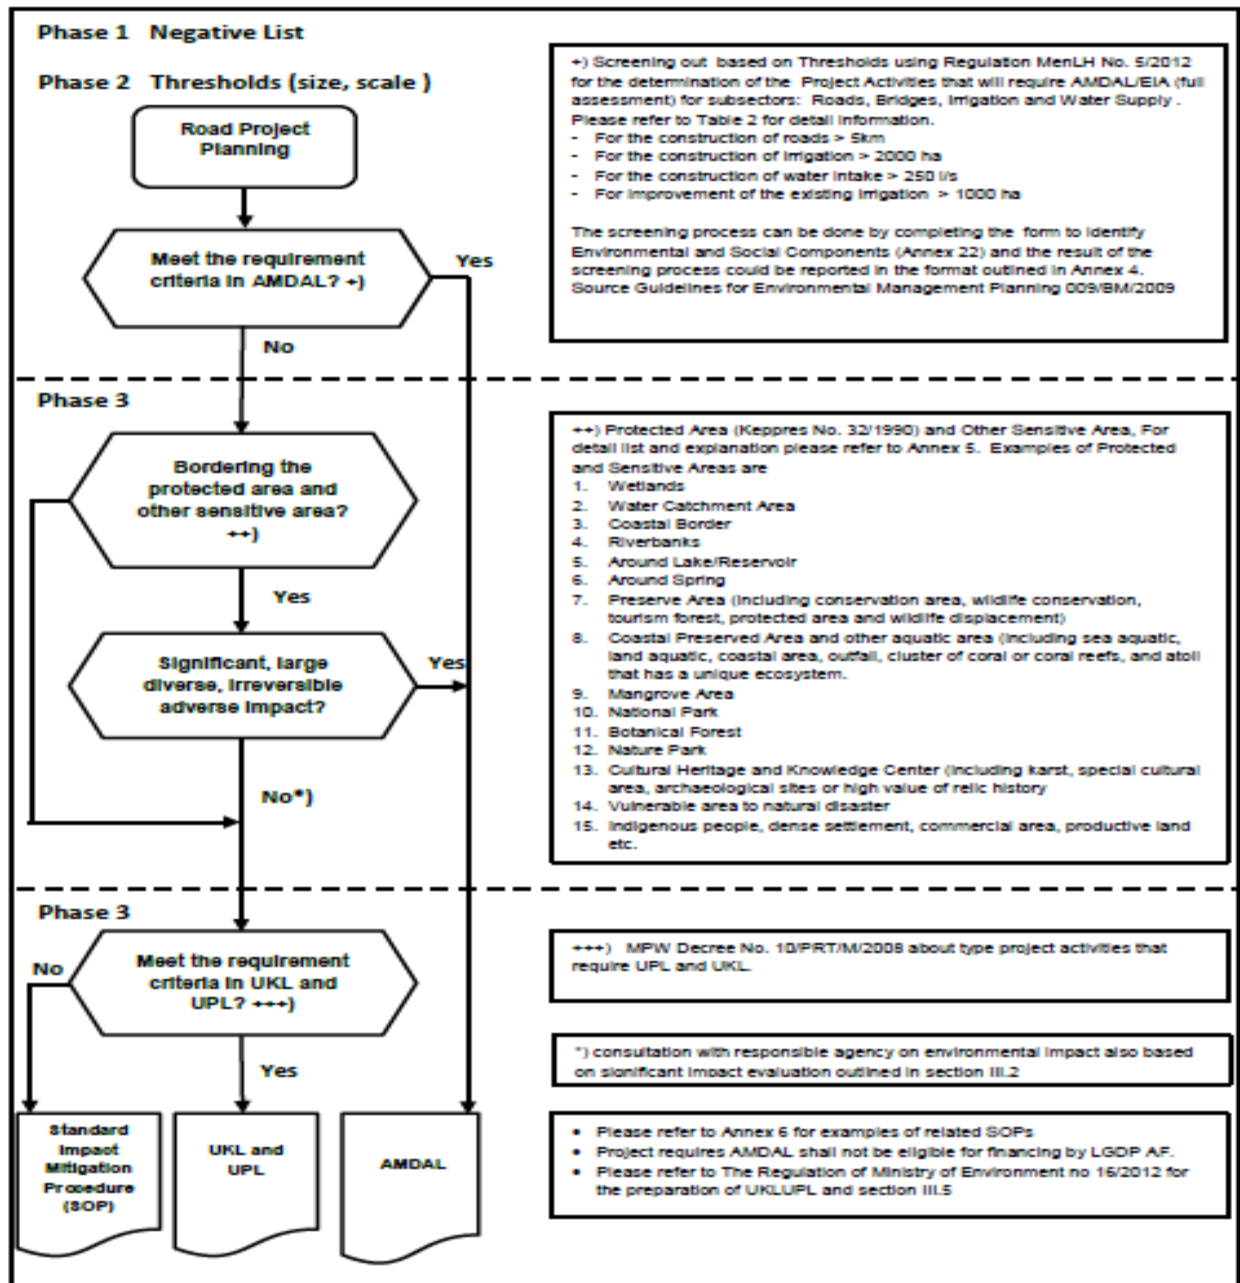 Phase 1 Negative List
Phase 2 Thresholds (size, scale )
Road Project
Planning
Meet the requirement
criteria in AMDAL? +)
Yes
No
+) Screening out based on Thresholds using Regulation MenLH No. 5/2012
for the determination of the Project Activities that will require AMDAL/EIA (full
assessment) for subsectors: Roads, Bridges, Irrigation and Water Supply .
Please refer to Table 2 for detail information.
- For the construction of roads > 5km
- For the construction of irrigation > 2000 ha
- For the construction of water intake > 250 l/s
- For improvement of the existing irrigation > 1000 ha
The screening process can be done by completing the form to identify
Environmental and Social Components (Annex 22) and the result of the
screening process could be reported in the format outlined in Annex 4.
Source Guidelines for Environmental Management Planning 009/BM/2009
Phase 3
Bordering the
protected area and
other sensitive area?
++)
Yes
Significant, large
diverse, irreversible
adverse impact?
Yes
No*)
++) Protected Area (Keppres No. 32/1990) and Other Sensitive Area, For
detail list and explanation please refer to Annex 5. Examples of Protected
and Sensitive Areas are
1. Wetlands
2. Water Catchment Area
3. Coastal Border
4. Riverbanks
5. Around Lake/Reservoir
6. Around Spring
7. Preserve Area (including conservation area, wildlife conservation,
tourism forest, protected area and wildlife displacement)
8. Coastal Preserved Area and other aquatic area (including sea aquatic,
land aquatic, coastal area, outfall, cluster of coral or coral reefs, and atoll
that has a unique ecosystem.
9. Mangrove Area
10. National Park
11. Botanical Forest
12. Nature Park
13. Cultural Heritage and Knowledge Center (including karst, special cultural
area, archaeological sites or high value of relic history
14. Vulnerable area to natural disaster
15. Indigenous people, dense settlement, commercial area, productive land
etc.
Phase 3
No
Meet the requirement
criteria in UKL and
UPL? +++)
Yes
+++) MPW Decree No. 10/PRT/M/2008 about type project activities that
require UPL and UKL.
*) consultation with responsible agency on environmental impact also based
on significant impact evaluation outlined in section III.2
Standard
Impact
Mitigation
Procedure
(SOP)
UKL and
UPL
AMDAL
• Please refer to Annex 6 for examples of related SOPs
• Project requires AMDAL shall not be eligible for financing by LGDP AF.
• Please refer to The Regulation of Ministry of Environment no 16/2012 for
the preparation of UKLUPL and section III.5